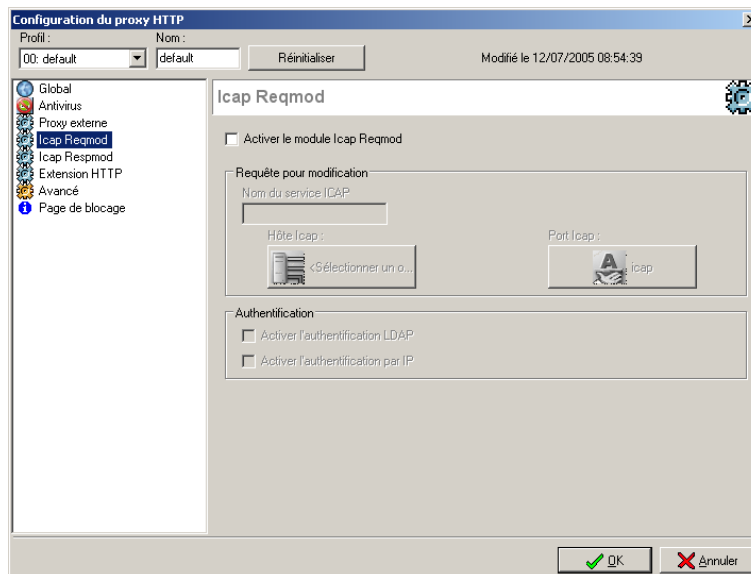 Configuration du proxy HTTP
Profil :
Nom :
00: default
default
Réinitialiser
Modifié le 12/07/2005 08:54:39
Global
Antivirus
Proxy externe
Icap Reqmod
Icap Respmod
Extension HTTP
Avancé
Page de blocage
Icap Reqmod
Activer le module Icap Reqmod
Requête pour modification
Nom du service ICAP
Hôte Icap :
Port Icap :
<Sélectionner un o...
icap
Authentification
Activer l'authentification LDAP
Activer l'authentification par IP
OK
Annuler